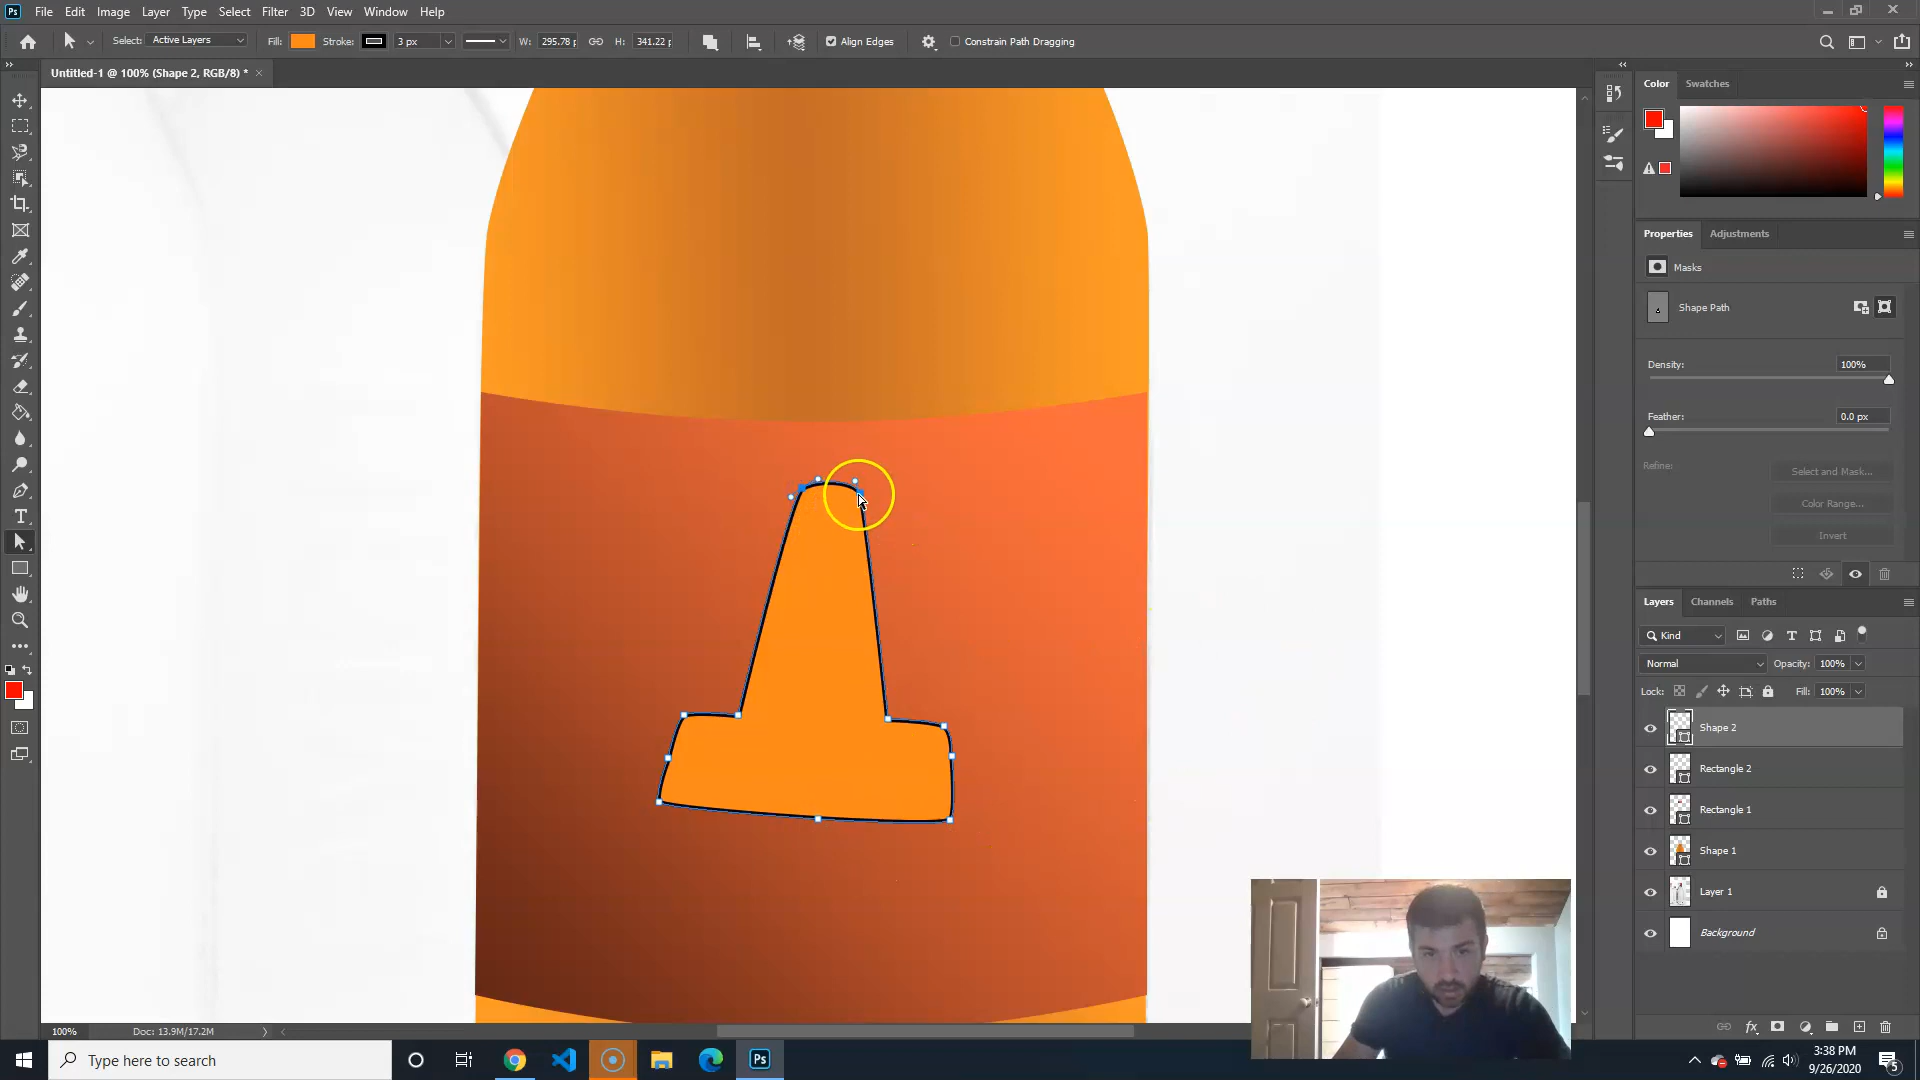 Ps File Edit Image Layer Type Select Filter 3D View Window Help
Select: Active Layers Fill: Stroke: 3 px W: 295.78 p H: 341.22 p Align Edges Constrain Path Dragging
Untitled-1 @ 100% (Shape 2, RGB/8) * ×
Color Swatches
Properties Adjustments
Masks
Shape Path
Density: 100%
Feather: 0.0 px
Refine: Select and Mask...
Color Range...
Invert
Layers Channels Paths
Kind
Normal Opacity: 100%
Lock: Fill: 100%
Shape 2
Rectangle 2
Rectangle 1
Shape 1
Layer 1
Background
fx
100% Doc: 13.9M/17.2M
Type here to search
Ps
3:38 PM
9/26/2020
5